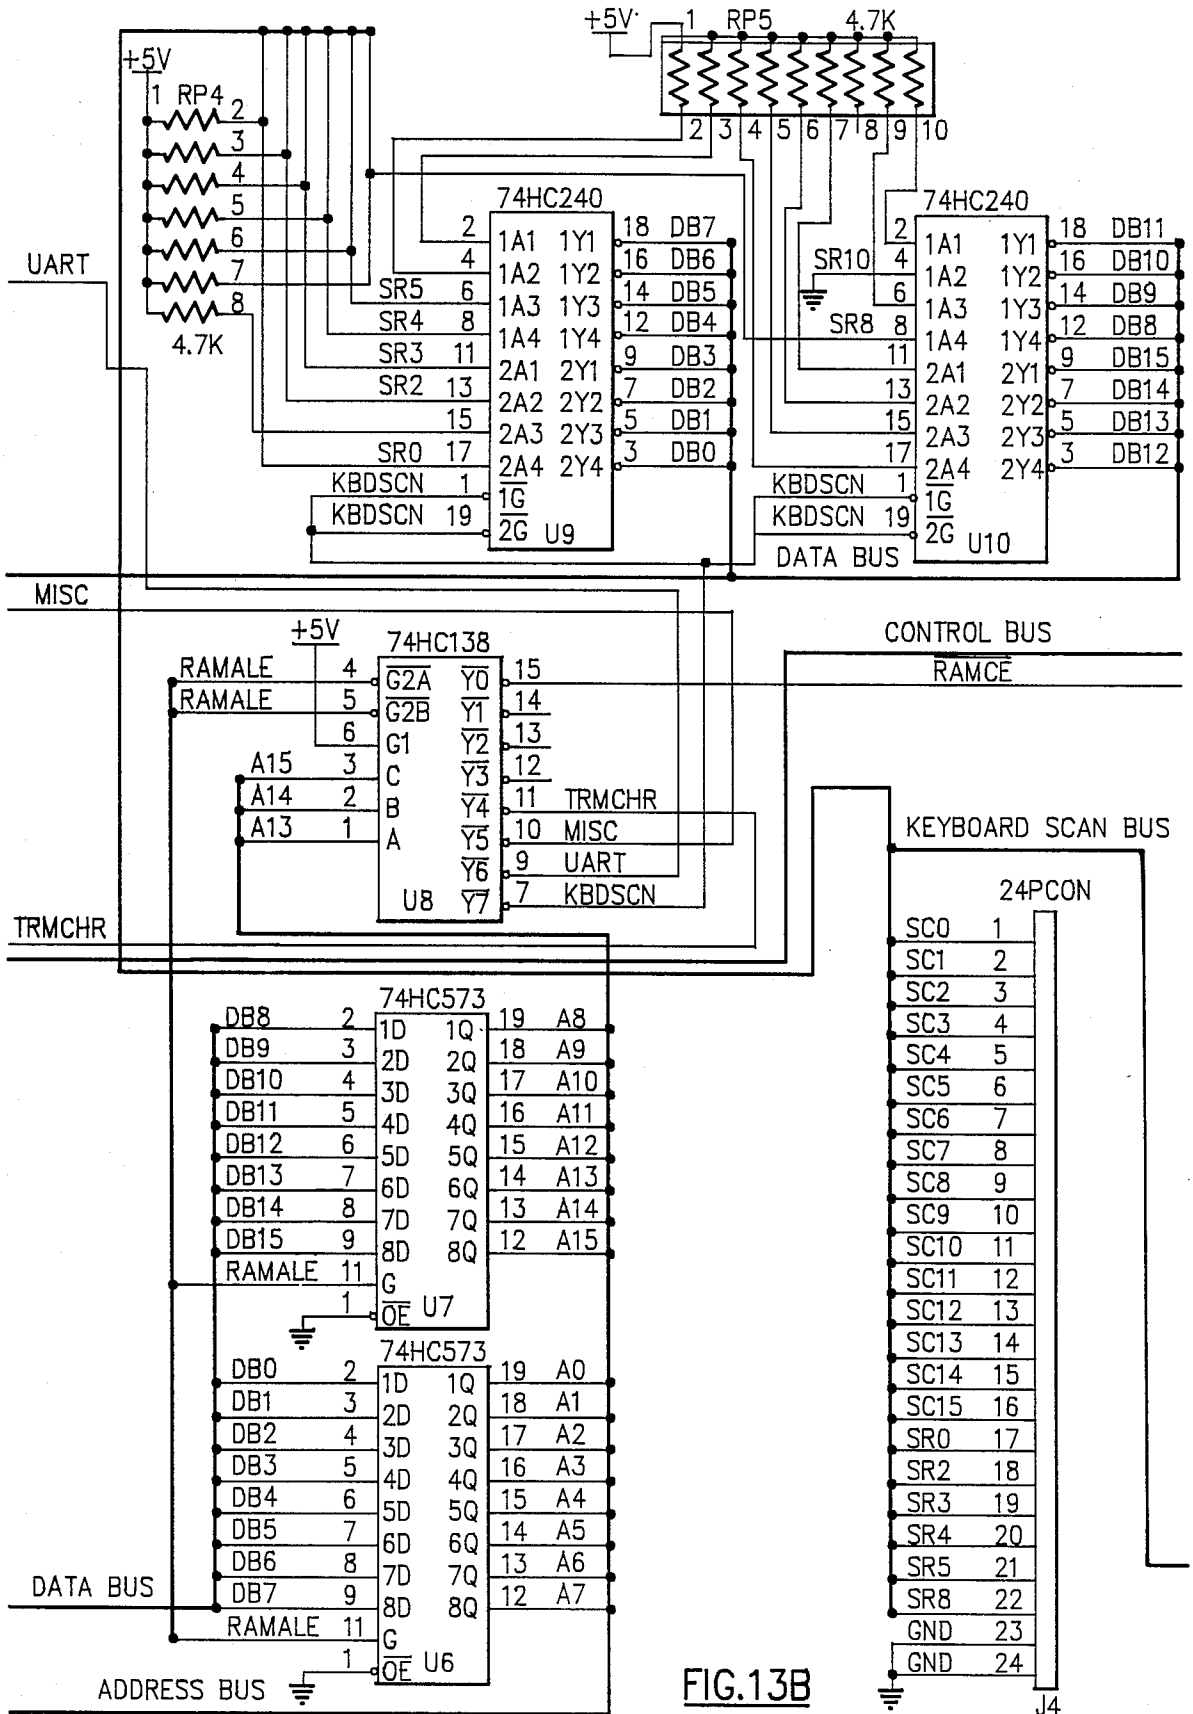 +5V 1 RP5 4.7K
+5V
1 RP4 2
3
4
5
6
7
8
4.7K
2 3 4 5 6 7 8 9 10
UART
74HC240
2 1A1 1Y1 18 DB7
4 1A2 1Y2 16 DB6
SR5 6 1A3 1Y3 14 DB5
SR4 8 1A4 1Y4 12 DB4
SR3 11 2A1 2Y1 9 DB3
SR2 13 2A2 2Y2 7 DB2
15 2A3 2Y3 5 DB1
SR0 17 2A4 2Y4 3 DB0
KBDSCN 1 1G
KBDSCN 19 2G U9
74HC240
2 1A1 1Y1 18 DB11
SR10 4 1A2 1Y2 16 DB10
6 1A3 1Y3 14 DB9
SR8 8 1A4 1Y4 12 DB8
11 2A1 2Y1 9 DB15
13 2A2 2Y2 7 DB14
15 2A3 2Y3 5 DB13
17 2A4 2Y4 3 DB12
KBDSCN 1 1G
KBDSCN 19 2G U10
DATA BUS
MISC
+5V 74HC138
RAMALE 4 G2A Y0 15
RAMALE 5 G2B Y1 14
6 G1 Y2 13
A15 3 C Y3 12
A14 2 B Y4 11 TRMCHR
A13 1 A Y5 10 MISC
Y6 9 UART
U8 Y7 7 KBDSCN
CONTROL BUS
RAMCE
TRMCHR
KEYBOARD SCAN BUS
74HC573
DB8 2 1D 1Q 19 A8
DB9 3 2D 2Q 18 A9
DB10 4 3D 3Q 17 A10
DB11 5 4D 4Q 16 A11
DB12 6 5D 5Q 15 A12
DB13 7 6D 6Q 14 A13
DB14 8 7D 7Q 13 A14
DB15 9 8D 8Q 12 A15
RAMALE 11 G
1 OE U7
74HC573
DB0 2 1D 1Q 19 A0
DB1 3 2D 2Q 18 A1
DB2 4 3D 3Q 17 A2
DB3 5 4D 4Q 16 A3
DB4 6 5D 5Q 15 A4
DB5 7 6D 6Q 14 A5
DB6 8 7D 7Q 13 A6
DB7 9 8D 8Q 12 A7
RAMALE 11 G
1 OE U6
DATA BUS
ADDRESS BUS
24PCON
SC0 1
SC1 2
SC2 3
SC3 4
SC4 5
SC5 6
SC6 7
SC7 8
SC8 9
SC9 10
SC10 11
SC11 12
SC12 13
SC13 14
SC14 15
SC15 16
SR0 17
SR2 18
SR3 19
SR4 20
SR5 21
SR8 22
GND 23
GND 24
J4
FIG.13B